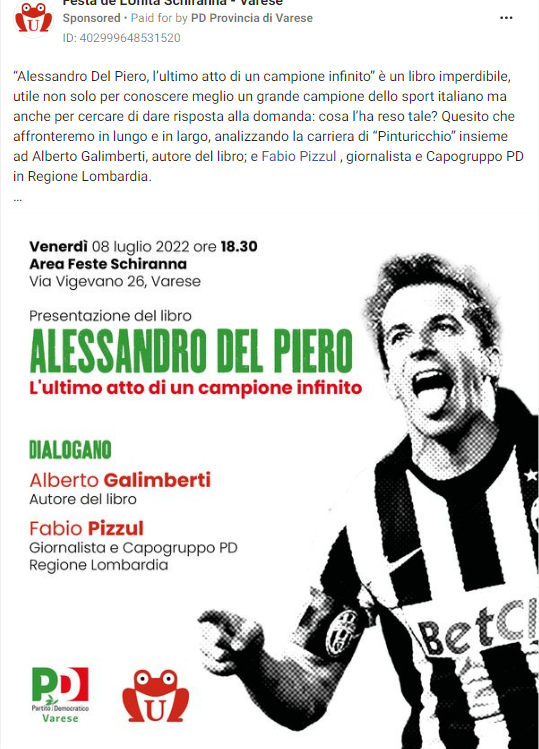 Festa de L'Unità Schiranna - Varese
Sponsored • Paid for by PD Provincia di Varese
ID: 402999648531520
“Alessandro Del Piero, l’ultimo atto di un campione infinito” è un libro imperdibile,
utile non solo per conoscere meglio un grande campione dello sport italiano ma
anche per cercare di dare risposta alla domanda: cosa l’ha reso tale? Quesito che
affronteremo in lungo e in largo, analizzando la carriera di “Pinturicchio” insieme
ad Alberto Galimberti, autore del libro; e Fabio Pizzul , giornalista e Capogruppo PD
in Regione Lombardia.
...
Venerdì 08 luglio 2022 ore 18.30
Area Feste Schiranna
Via Vigevano 26, Varese
Presentazione del libro
ALESSANDRO DEL PIERO
L'ultimo atto di un campione infinito
DIALOGANO
Alberto Galimberti
Autore del libro
Fabio Pizzul
Giornalista e Capogruppo PD
Regione Lombardia
BetCl
PD
Partito Democratico
Varese
U